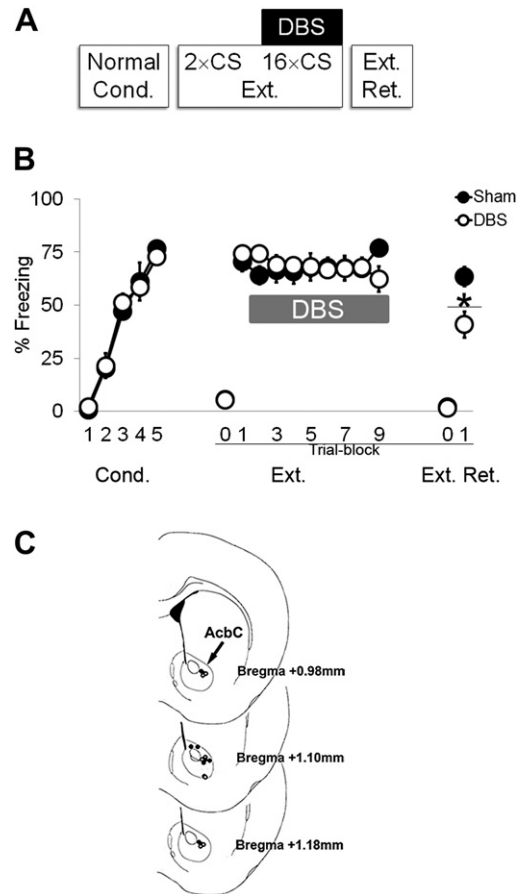 A
DBS
Normal
Cond.
2×CS 16×CS
Ext.
Ext.
Ret.
B
100
75
50
25
0
% Freezing
Sham
DBS
DBS
*
1 2 3 4 5
0 1 3 5 7 9
0 1
Trial-block
Cond.
Ext.
Ext. Ret.
C
AcbC
Bregma +0.98mm
Bregma +1.10mm
Bregma +1.18mm